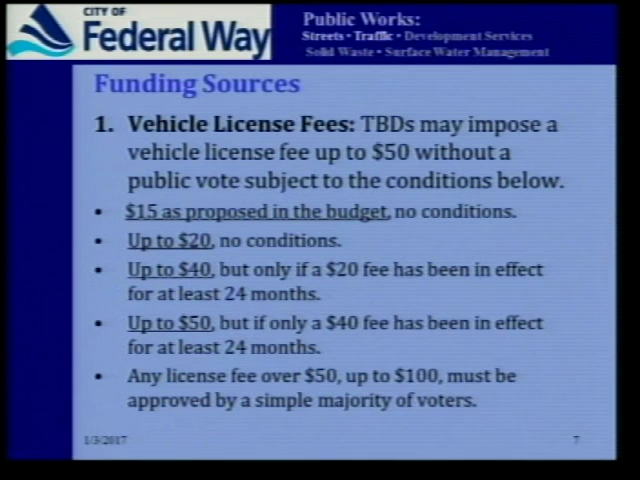 CITY OF
Federal Way
Public Works:
Streets • Traffic • Development Services
Solid Waste • Surface Water Management
Funding Sources
1. Vehicle License Fees: TBDs may impose a
vehicle license fee up to $50 without a
public vote subject to the conditions below.
• $15 as proposed in the budget, no conditions.
• Up to $20, no conditions.
• Up to $40, but only if a $20 fee has been in effect
for at least 24 months.
• Up to $50, but if only a $40 fee has been in effect
for at least 24 months.
• Any license fee over $50, up to $100, must be
approved by a simple majority of voters.
1/3/2017
7